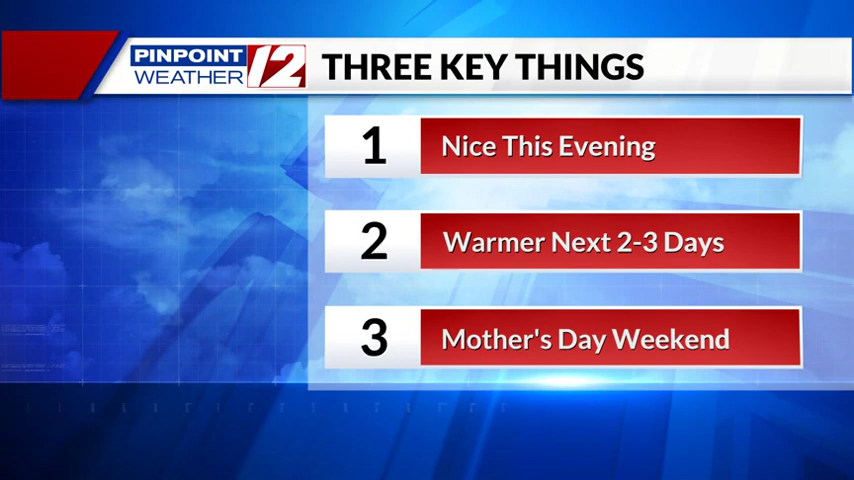 PINPOINT
WEATHER 12
THREE KEY THINGS
1 Nice This Evening
2 Warmer Next 2-3 Days
3 Mother's Day Weekend